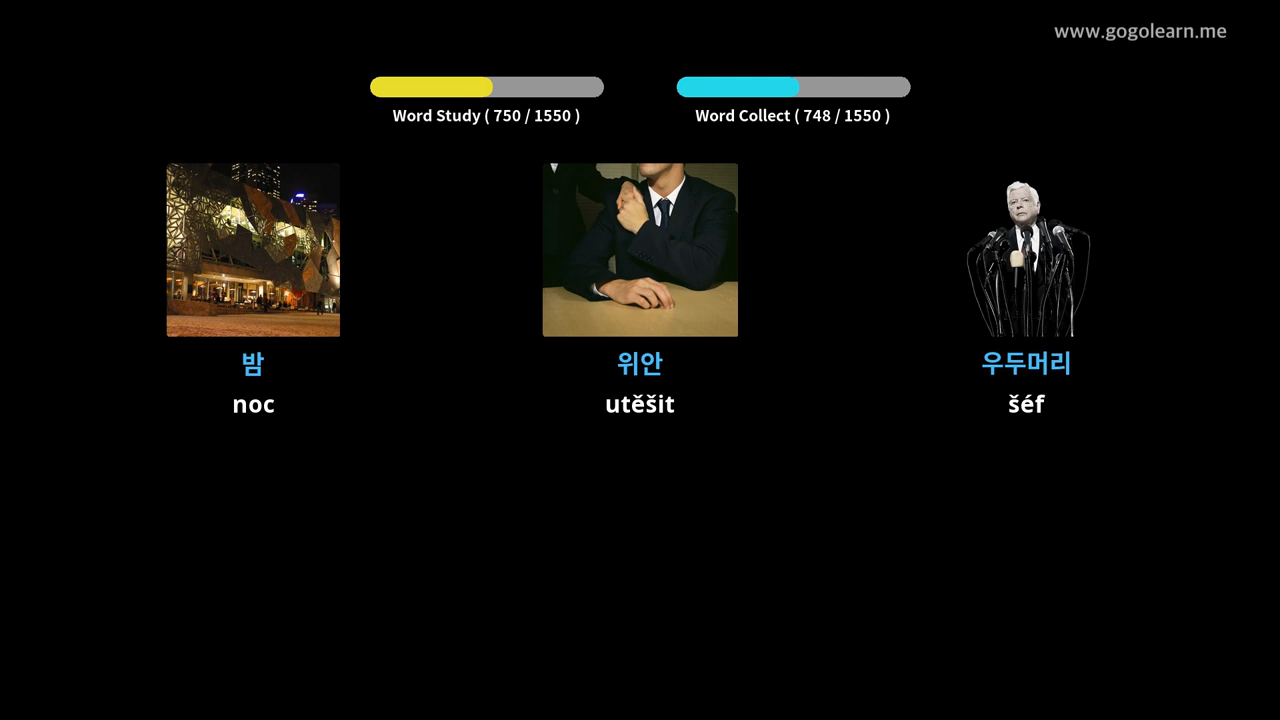 www.gogolearn.me
Word Study ( 750 / 1550 )
Word Collect ( 748 / 1550 )
밤
위안
우두머리
noc
utěšit
šéf